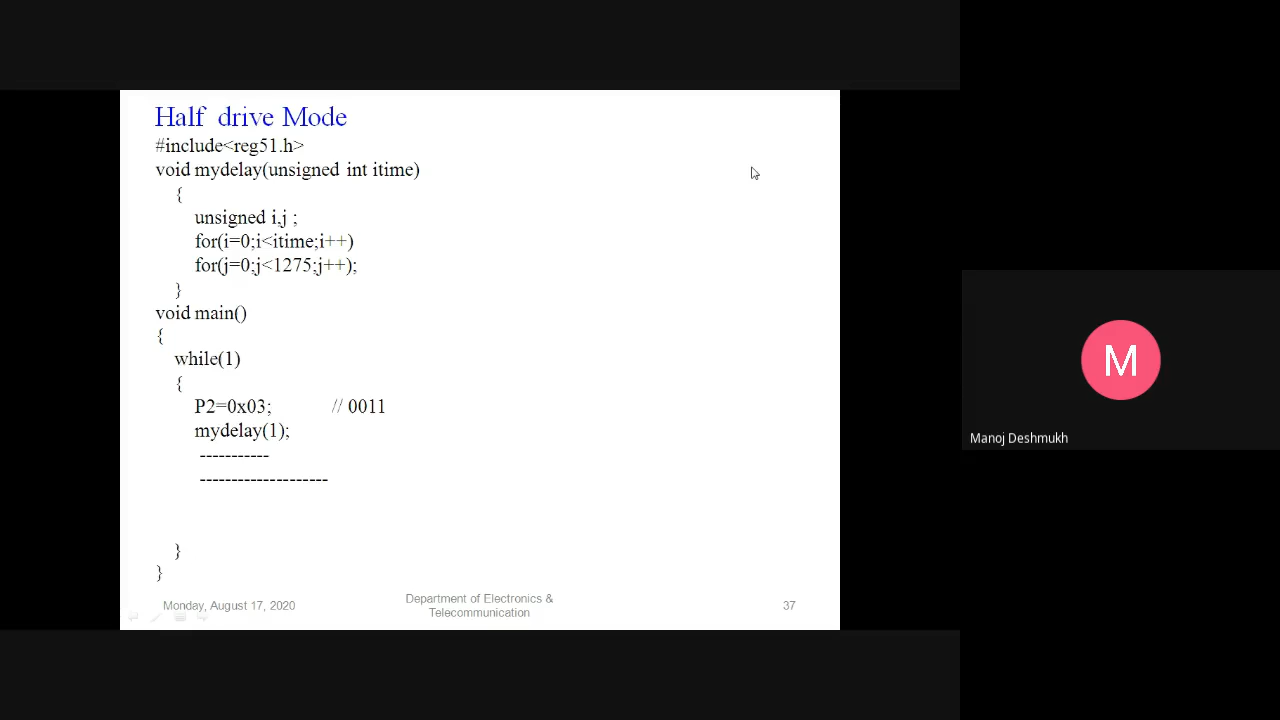 Half drive Mode
#include<reg51.h>
void mydelay(unsigned int itime)
{
unsigned i,j ;
for(i=0;i<itime;i++)
for(j=0;j<1275;j++);
}
void main()
{
while(1)
{
P2=0x03; // 0011
mydelay(1);
-----------
--------------------
}
}
Monday, August 17, 2020
Department of Electronics &
Telecommunication
37
M
Manoj Deshmukh